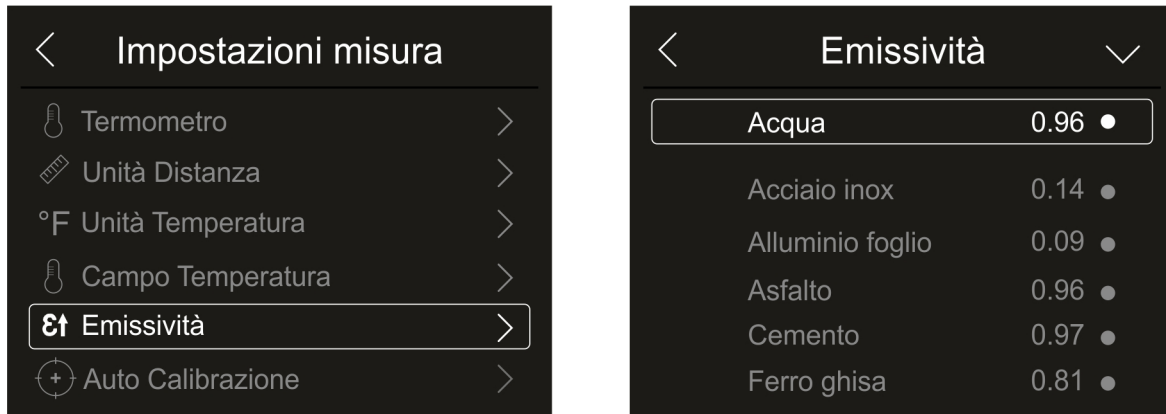 Impostazioni misura
Termometro
Unità Distanza
°F Unità Temperatura
Campo Temperatura
ε↑ Emissività
Auto Calibrazione
Emissività
Acqua 0.96
Acciaio inox 0.14
Alluminio foglio 0.09
Asfalto 0.96
Cemento 0.97
Ferro ghisa 0.81